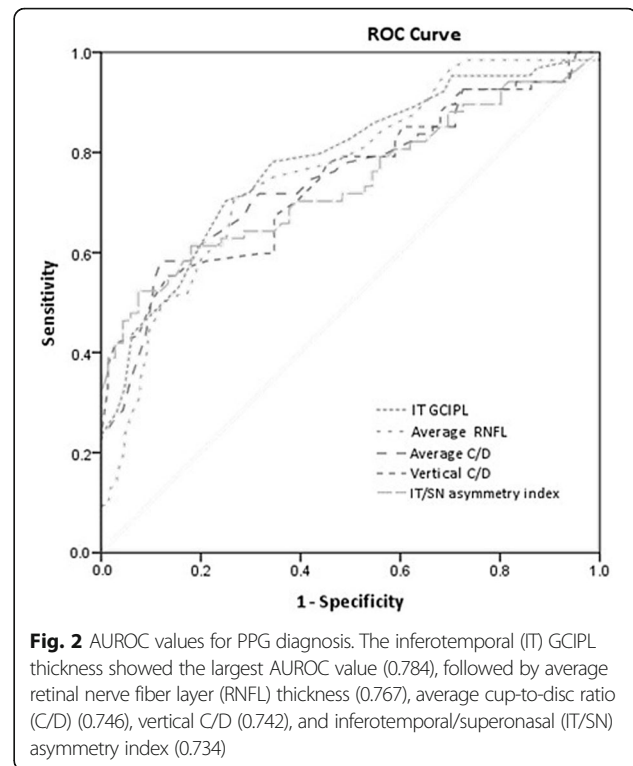 ROC Curve
1.0
0.8
0.6
0.4
0.2
0.0
Sensitivity
IT GCIPL
Average RNFL
Average C/D
Vertical C/D
IT/SN asymmetry index
0.0 0.2 0.4 0.6 0.8 1.0
1 - Specificity
Fig. 2 AUROC values for PPG diagnosis. The inferotemporal (IT) GCIPL
thickness showed the largest AUROC value (0.784), followed by average
retinal nerve fiber layer (RNFL) thickness (0.767), average cup-to-disc ratio
(C/D) (0.746), vertical C/D (0.742), and inferotemporal/superonasal (IT/SN)
asymmetry index (0.734)